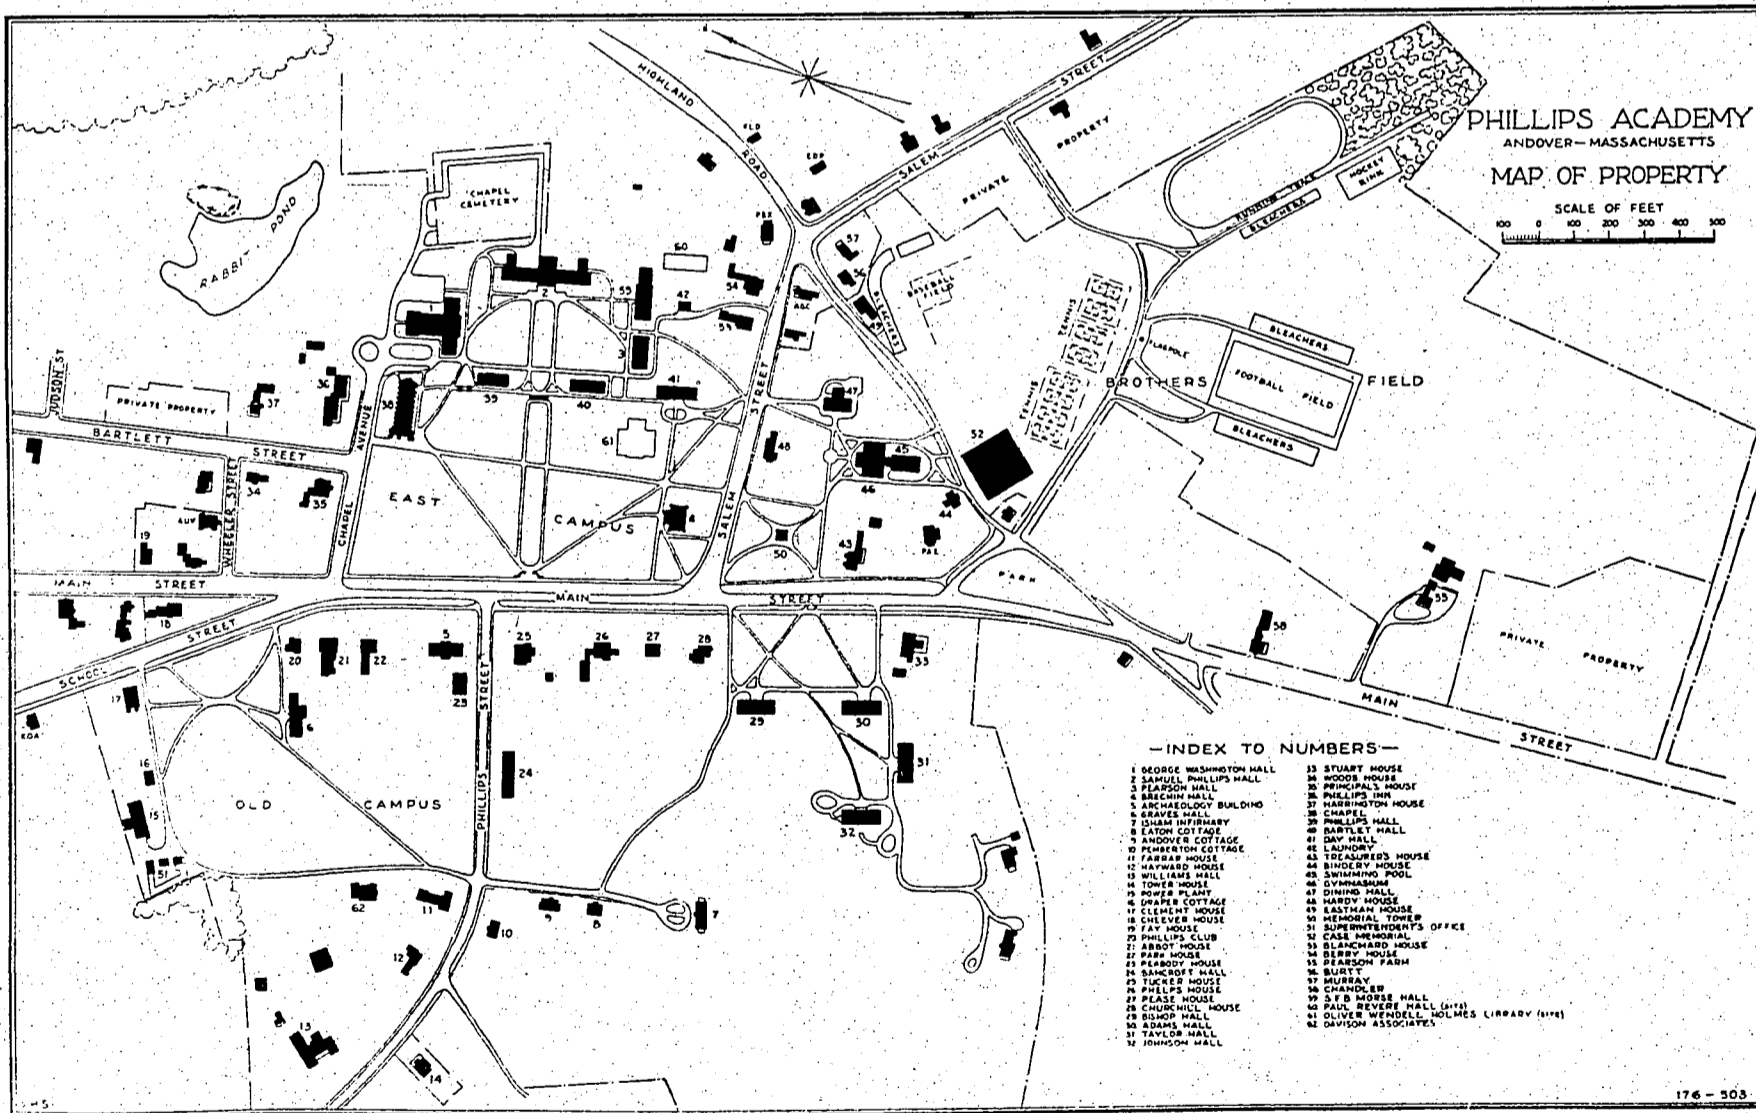 PHILLIPS ACADEMY
ANDOVER—MASSACHUSETTS
MAP OF PROPERTY
SCALE OF FEET
100 0 100 200 300 400 500
HIGHLAND ROAD
SALEM STREET
PROPERTY
PRIVATE
HOCKEY RINK
RUNNING TRACK
BLEACHERS
CHAPEL CEMETERY
RABBIT POND
BASEBALL FIELD
BLEACHERS
TENNIS
TENNIS
FLAGPOLE
BLEACHERS
FOOTBALL FIELD
BLEACHERS
BROTHERS FIELD
JUDSON ST
PRIVATE PROPERTY
BARTLETT STREET
WHEELER STREET
CHAPEL AVENUE
EAST CAMPUS
SALEM STREET
MAIN STREET
MAIN STREET
PARK
PRIVATE PROPERTY
MAIN STREET
SCHOOL STREET
PHILLIPS STREET
PHILLIPS STREET
OLD CAMPUS
—INDEX TO NUMBERS—
1 GEORGE WASHINGTON HALL
2 SAMUEL PHILLIPS HALL
3 PEARSON HALL
4 BRECHIN HALL
5 ARCHAEOLOGY BUILDING
6 GRAVES HALL
7 ISHAM INFIRMARY
8 EATON COTTAGE
9 ANDOVER COTTAGE
10 PEMBERTON COTTAGE
11 FARRAR HOUSE
12 HAYWARD HOUSE
13 WILLIAMS HALL
14 TOWER HOUSE
15 POWER PLANT
16 DRAPER COTTAGE
17 CLEMENT HOUSE
18 CHEEVER HOUSE
19 FAY HOUSE
20 PHILLIPS CLUB
21 ABBOT HOUSE
22 PARK HOUSE
23 PEABODY HOUSE
24 BANCROFT HALL
25 TUCKER HOUSE
26 PHELPS HOUSE
27 PEASE HOUSE
28 CHURCHILL HOUSE
29 BISHOP HALL
30 ADAMS HALL
31 TAYLOR HALL
32 JOHNSON HALL
33 STUART HOUSE
34 WOODS HOUSE
35 PRINCIPAL'S HOUSE
36 PHILLIPS INN
37 HARRINGTON HOUSE
38 CHAPEL
39 PHILLIPS HALL
40 BARTLET HALL
41 DAY HALL
42 LAUNDRY
43 TREASURER'S HOUSE
44 BINDERY HOUSE
45 SWIMMING POOL
46 GYMNASIUM
47 DINING HALL
48 HARDY HOUSE
49 EASTHAM HOUSE
50 MEMORIAL TOWER
51 SUPERINTENDENT'S OFFICE
52 CASE MEMORIAL
53 BLANCHARD HOUSE
54 BERRY HOUSE
55 PEARSON FARM
56 BURTT
57 MURRAY
58 CHANDLER
59 S F B MORSE HALL
60 PAUL REVERE HALL (SITE)
61 OLIVER WENDELL HOLMES LIBRARY (SITE)
62 DAVISON ASSOCIATES
176-503